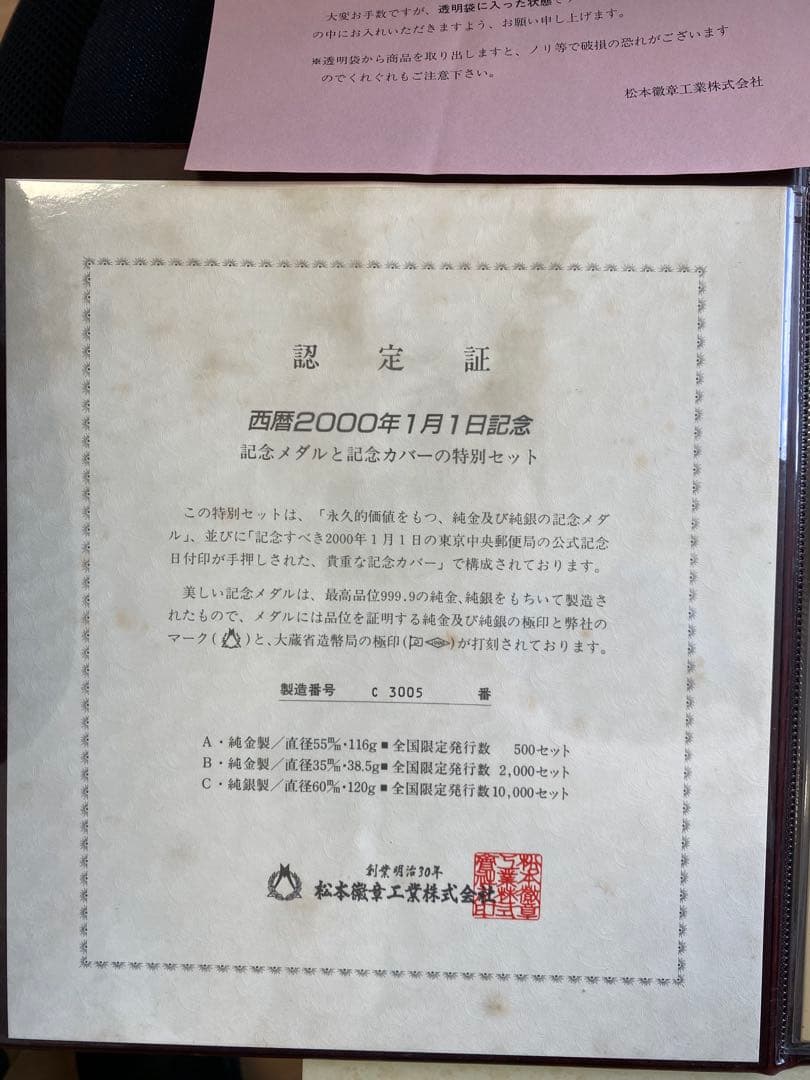 大変お手数ですが、透明袋に入った状態で
の中にお入れいただきますよう、お願い申し上げます。
※透明袋から商品を取り出しますと、ノリ等で破損の恐れがございます
のでくれぐれもご注意下さい。
松本徽章工業株式会社
認定証
西暦2000年1月1日記念
記念メダルと記念カバーの特別セット
この特別セットは、「永久的価値をもつ、純金及び純銀の記念メダ
ル」、並びに「記念すべき2000年1月1日の東京中央郵便局の公式記念
日付印が手押しされた、貴重な記念カバー」で構成されております。
美しい記念メダルは、最高品位999.9の純金、純銀をもちいて製造さ
れたもので、メダルには品位を証明する純金及び純銀の極印と弊社の
マーク()と、大蔵省造幣局の極印()が打刻されております。
製造番号 C 3005 番
A・純金製／直径55㎜・116g■全国限定発行数 500セット
B・純金製／直径35㎜・38.5g■全国限定発行数 2,000セット
C・純銀製／直径60㎜・120g■全国限定発行数10,000セット
創業明治30年
松本徽章工業株式会社